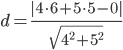 d = |4·6+5·5−0| / √(4²+5²)